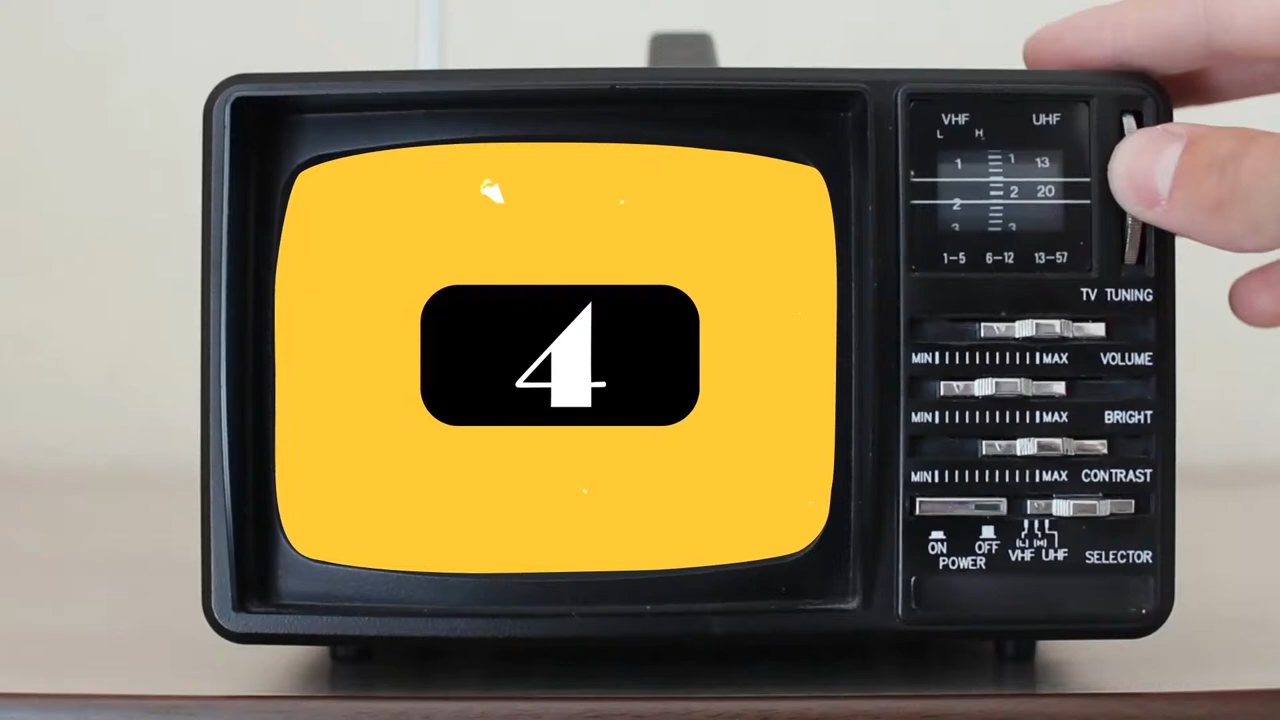 4
VHF UHF
L H
1 1 13
2 2 20
3 3
1-5 6-12 13-57
TV TUNING
MIN MAX VOLUME
MIN MAX BRIGHT
MIN MAX CONTRAST
ON OFF (L) (H)
POWER VHF UHF SELECTOR